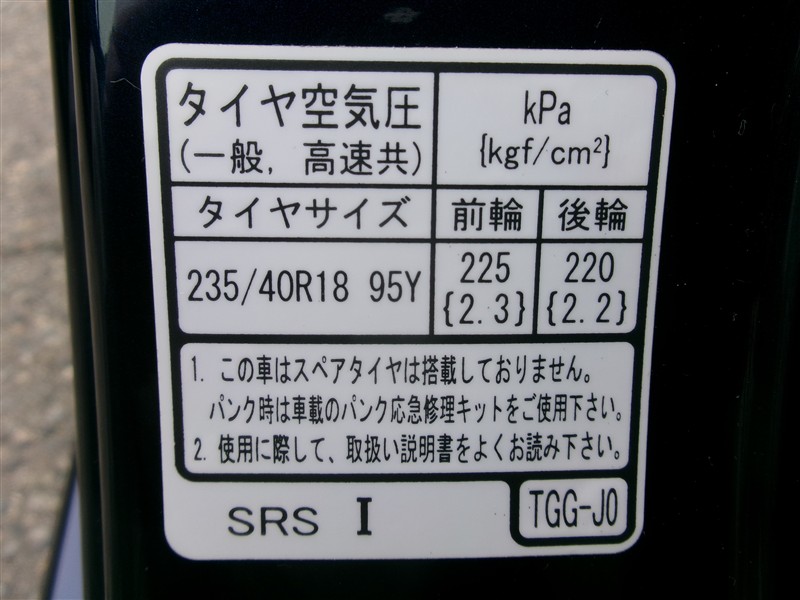 タイヤ空気圧
(一般, 高速共)
kPa
{kgf/cm²}
タイヤサイズ 前輪 後輪
235/40R18 95Y 225 220
{2.3} {2.2}
1. この車はスペアタイヤは搭載しておりません。
パンク時は車載のパンク応急修理キットをご使用下さい。
2. 使用に際して、取扱い説明書をよくお読み下さい。
SRS I
TGG-J0